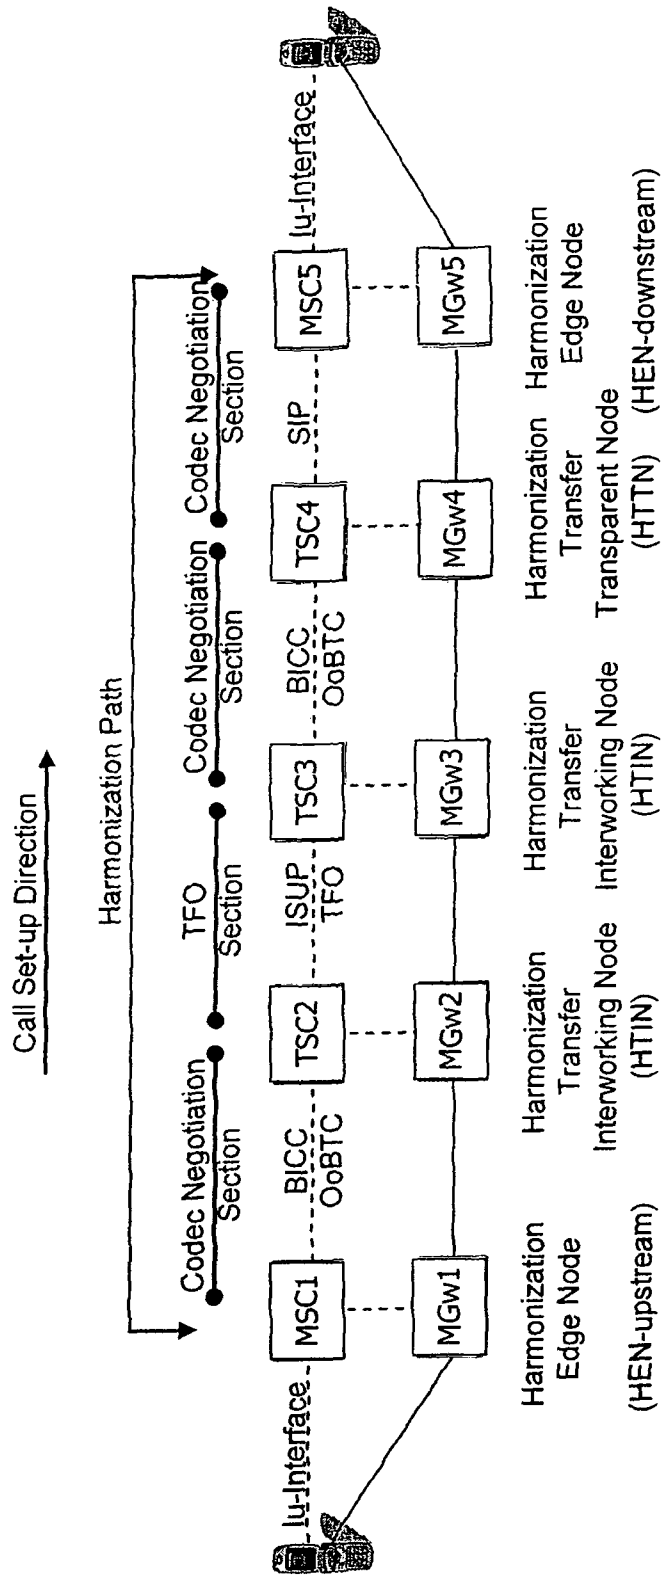 Call Set-up Direction
Harmonization Path
Codec Negotiation
Section
TFO
Section
Codec Negotiation
Section
Codec Negotiation
Section
Iu-Interface
MSC1
BICC
OoBTC
TSC2
ISUP
TFO
TSC3
BICC
OoBTC
TSC4
SIP
MSC5
Iu-Interface
MGw1
MGw2
MGw3
MGw4
MGw5
Harmonization
Edge Node
(HEN-upstream)
Harmonization
Transfer
Interworking Node
(HTIN)
Harmonization
Transfer
Interworking Node
(HTIN)
Harmonization
Transfer
Transparent Node
(HTTN)
Harmonization
Edge Node
(HEN-downstream)